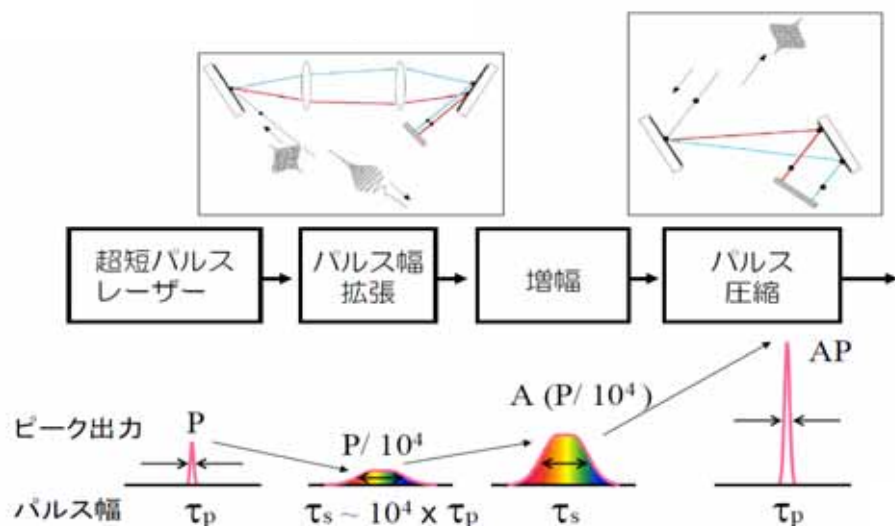 超短パルス
レーザー
パルス幅
拡張
増幅
パルス
圧縮
ピーク出力
P
P/ 10⁴
A (P/ 10⁴)
AP
パルス幅
τp
τs ~ 10⁴ x τp
τs
τp